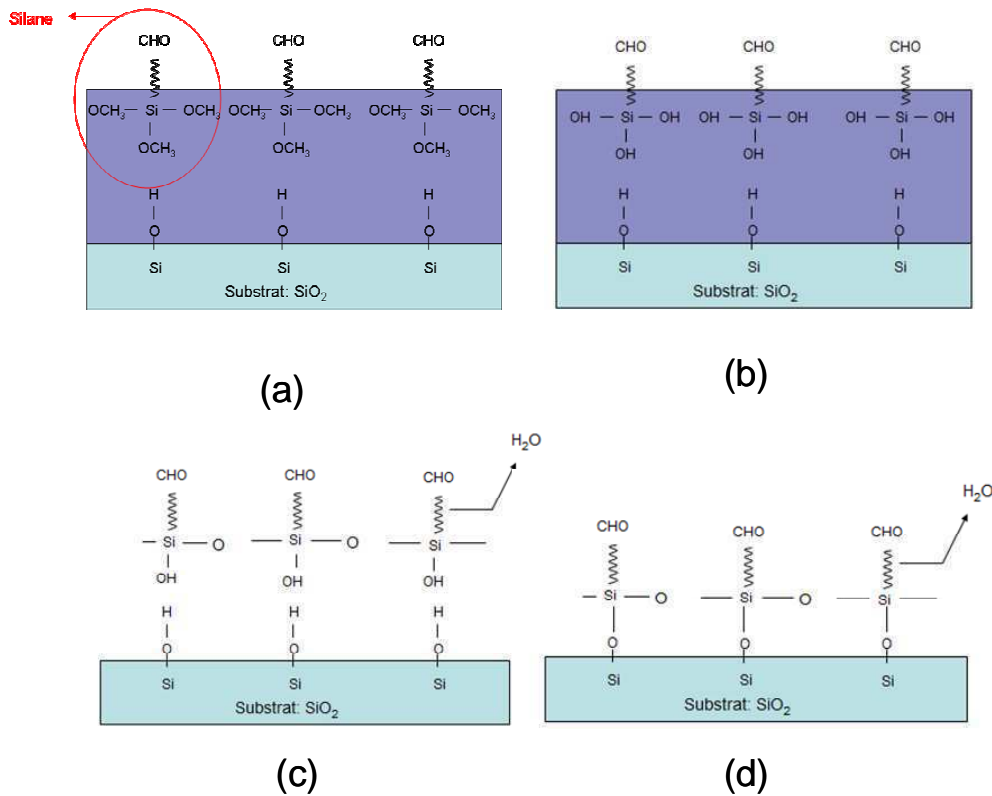 Silane
CHO CHO CHO
OCH₃ — Si — OCH₃ OCH₃ — Si — OCH₃ OCH₃ — Si — OCH₃
OCH₃ OCH₃ OCH₃
H H H
O O O
Si Si Si
Substrat: SiO₂
(a)
CHO CHO CHO
OH — Si — OH OH — Si — OH OH — Si — OH
OH OH OH
H H H
O O O
Si Si Si
Substrat: SiO₂
(b)
H₂O
CHO CHO CHO
— Si — O — Si — O — Si —
OH OH OH
H H H
O O O
Si Si Si
Substrat: SiO₂
(c)
H₂O
CHO CHO CHO
— Si — O — Si — O — Si —
O O O
Si Si Si
Substrat: SiO₂
(d)